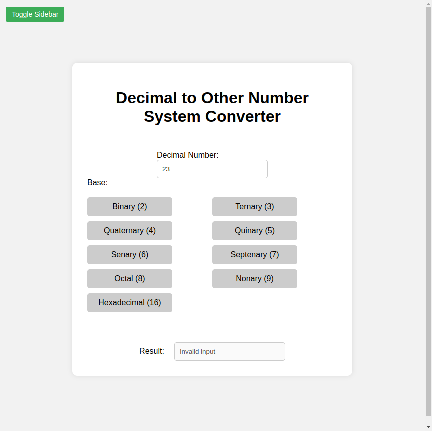 Toggle Sidebar
Decimal to Other Number
System Converter
Decimal Number:
23
Base:
Binary (2)
Ternary (3)
Quaternary (4)
Quinary (5)
Senary (6)
Septenary (7)
Octal (8)
Nonary (9)
Hexadecimal (16)
Result:
Invalid input